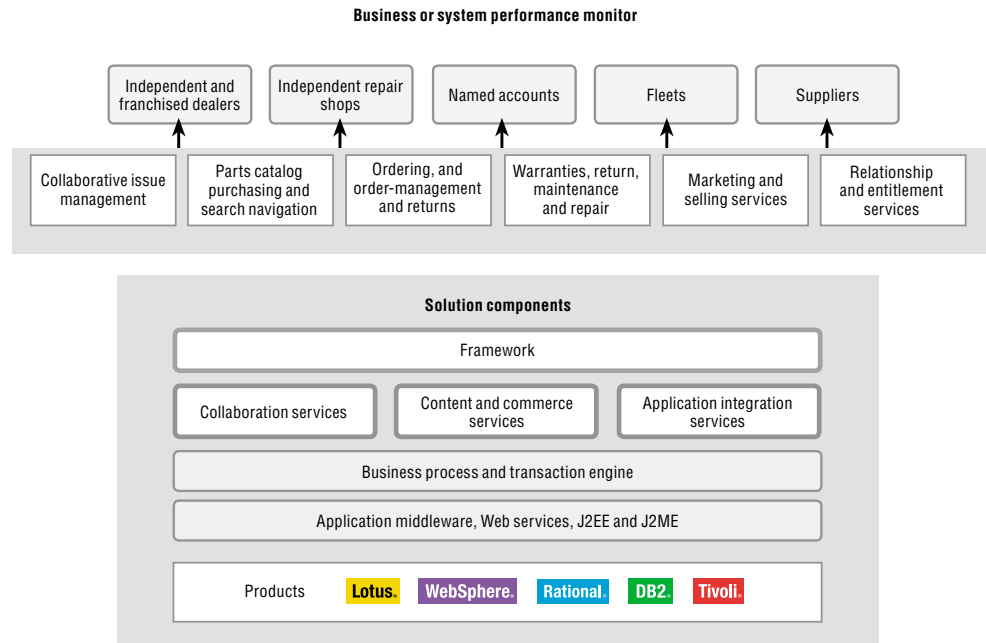 Business or system performance monitor
Independent and
franchised dealers
Independent repair
shops
Named accounts
Fleets
Suppliers
Collaborative issue
management
Parts catalog
purchasing and
search navigation
Ordering, and
order-management
and returns
Warranties, return,
maintenance
and repair
Marketing and
selling services
Relationship
and entitlement
services
Solution components
Framework
Collaboration services
Content and commerce
services
Application integration
services
Business process and transaction engine
Application middleware, Web services, J2EE and J2ME
Products
Lotus®
WebSphere®
Rational®
DB2®
Tivoli®